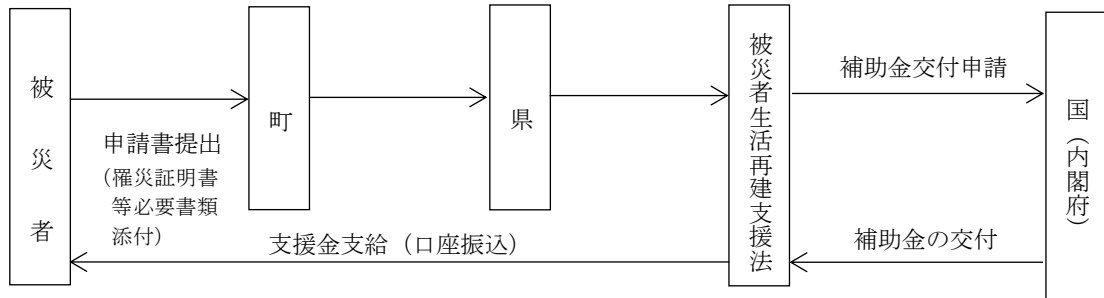 被災者
申請書提出
（罹災証明書
等必要書類
添付）
町
県
被災者生活再建支援法
補助金交付申請
国（内閣府）
補助金の交付
支援金支給（口座振込）